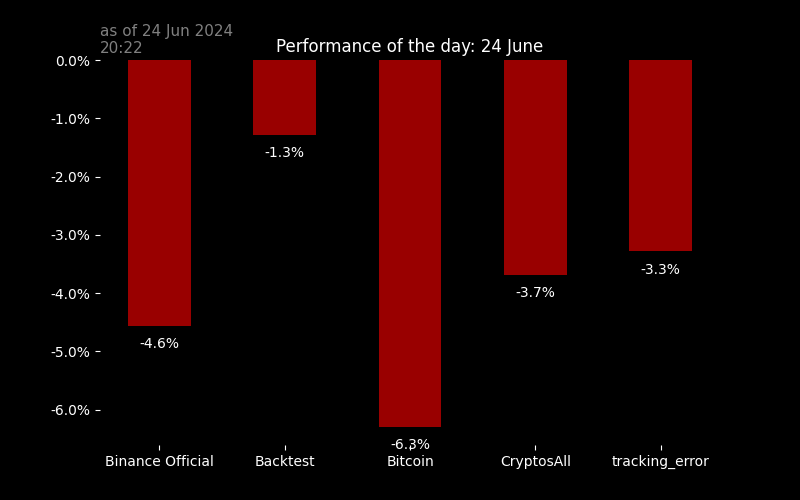 as of 24 Jun 2024
20:22
Performance of the day: 24 June
0.0%
-1.0%
-2.0%
-3.0%
-4.0%
-5.0%
-6.0%
-4.6%
-1.3%
-6.3%
-3.7%
-3.3%
Binance Official
Backtest
Bitcoin
CryptosAll
tracking_error